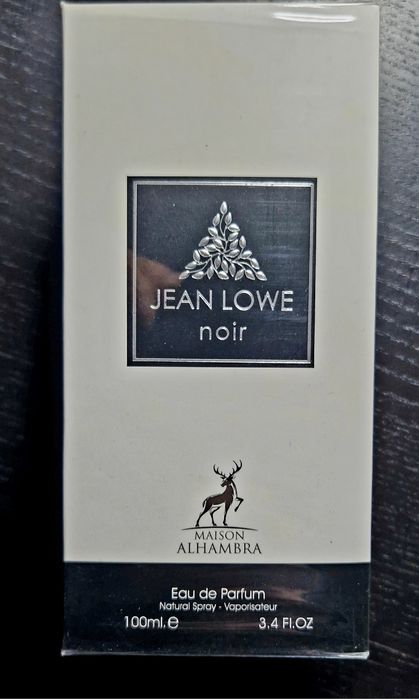 JEAN LOWE
noir
MAISON
ALHAMBRA
Eau de Parfum
Natural Spray - Vaporisateur
100ml.e 3.4 Fl.OZ